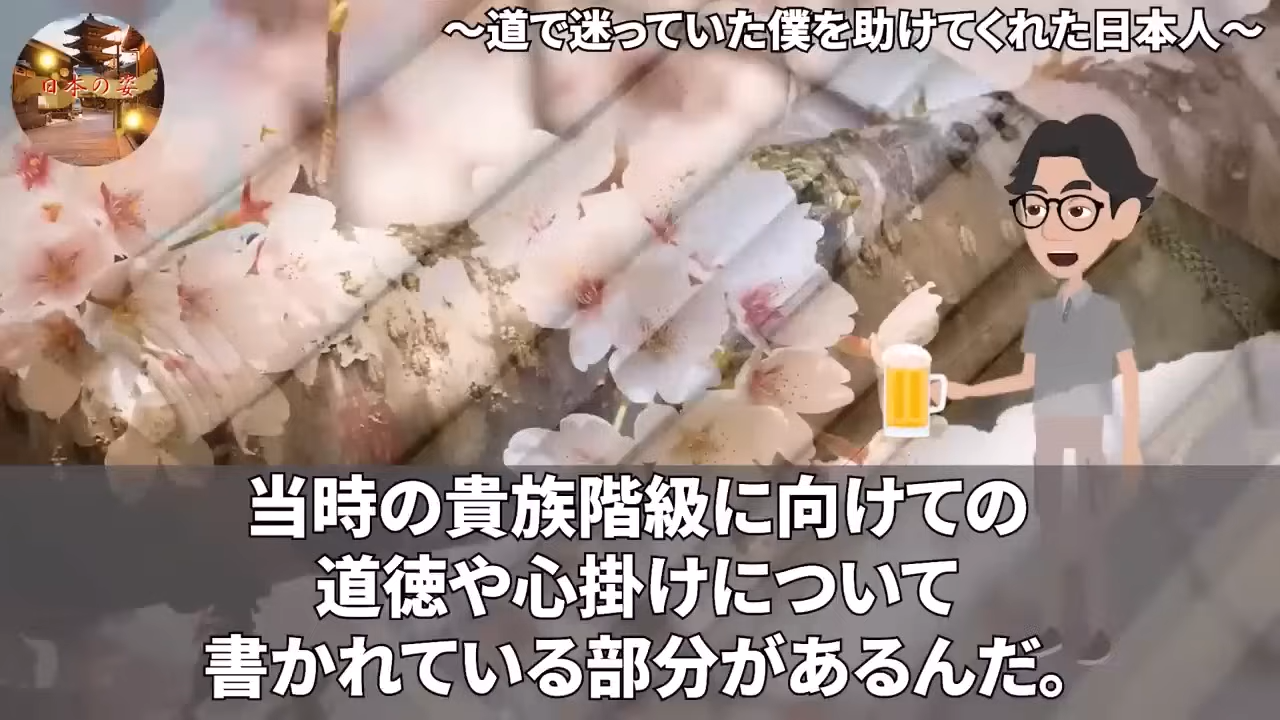 〜道で迷っていた僕を助けてくれた日本人〜
日本の姿
当時の貴族階級に向けての
道徳や心掛けについて
書かれている部分があるんだ。